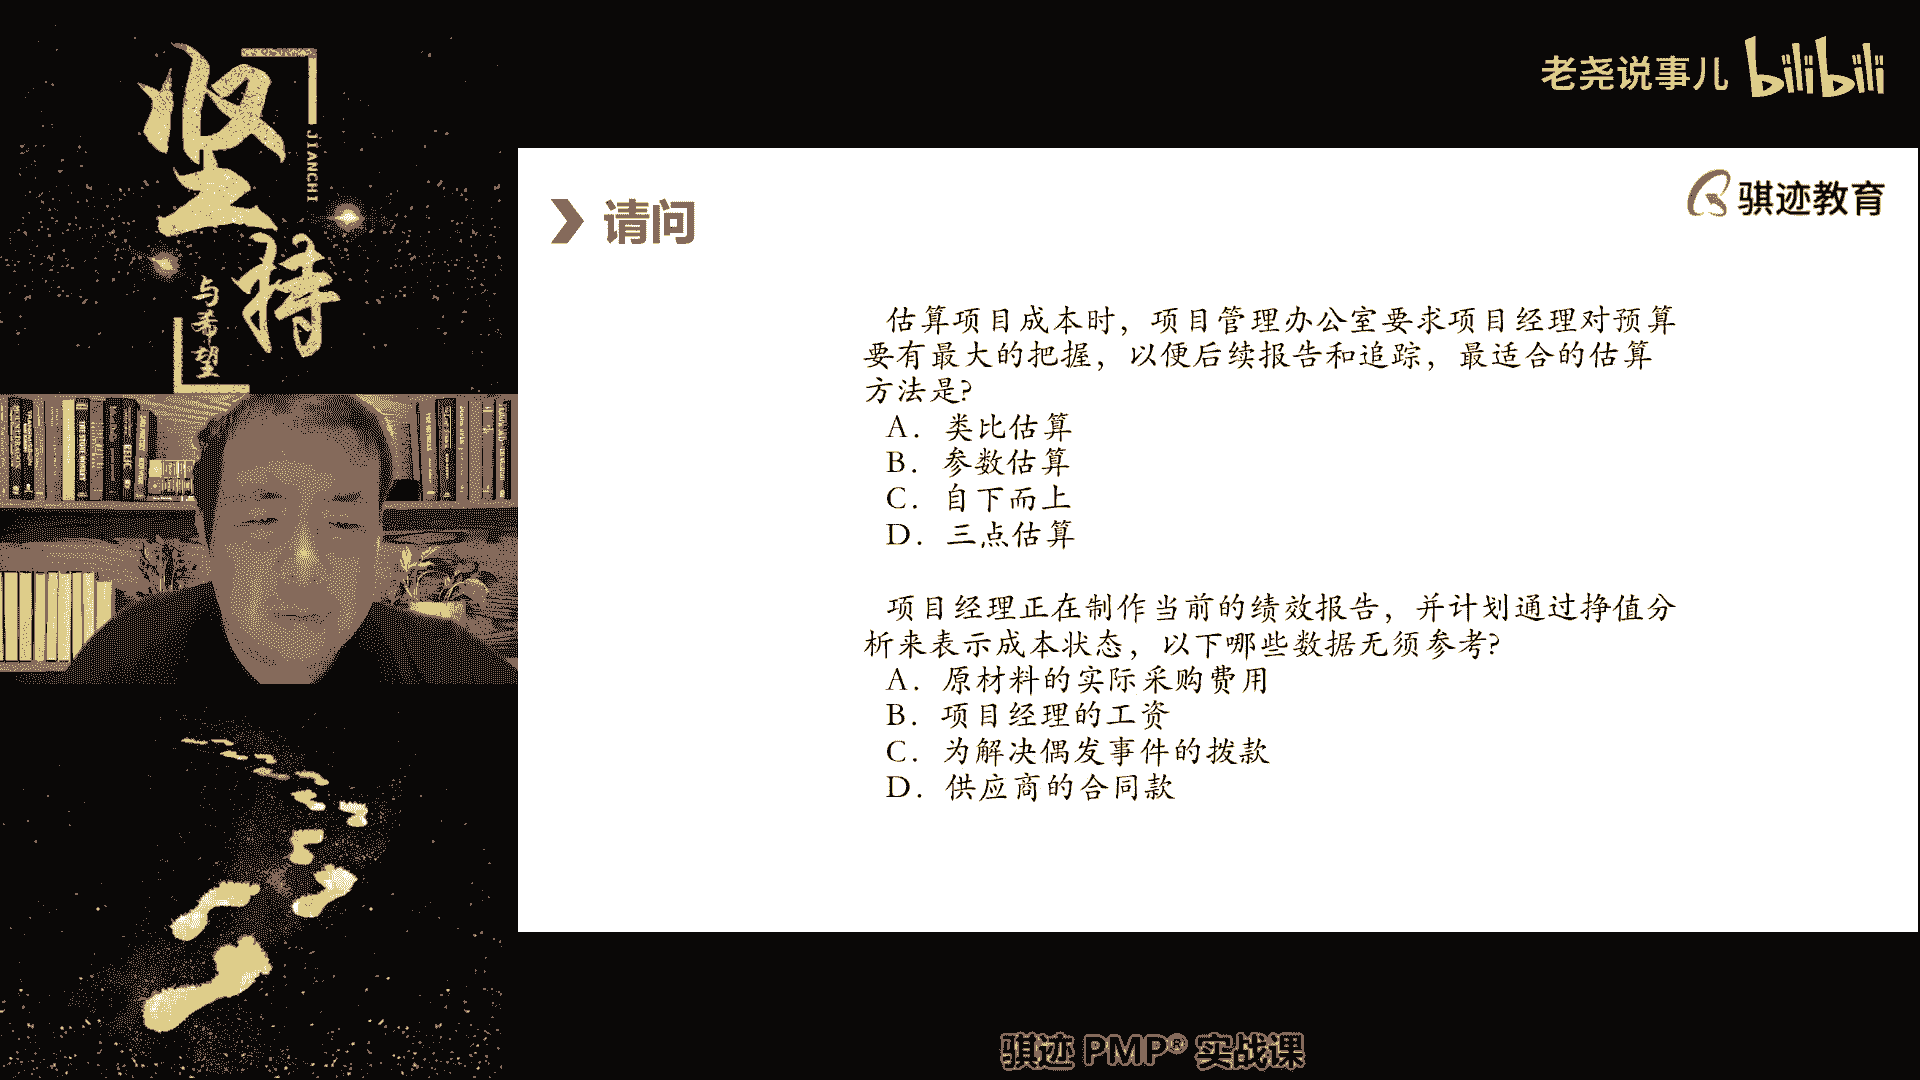 坚持
JIANCHI
与希望
老尧说事儿 bilibili
骐迹教育
请问
估算项目成本时，项目管理办公室要求项目经理对预算
要有最大的把握，以便后续报告和追踪，最适合的估算
方法是?
A．类比估算
B．参数估算
C．自下而上
D．三点估算
项目经理正在制作当前的绩效报告，并计划通过挣值分
析来表示成本状态，以下哪些数据无须参考?
A．原材料的实际采购费用
B．项目经理的工资
C．为解决偶发事件的拨款
D．供应商的合同款
骐迹 PMP® 实战课